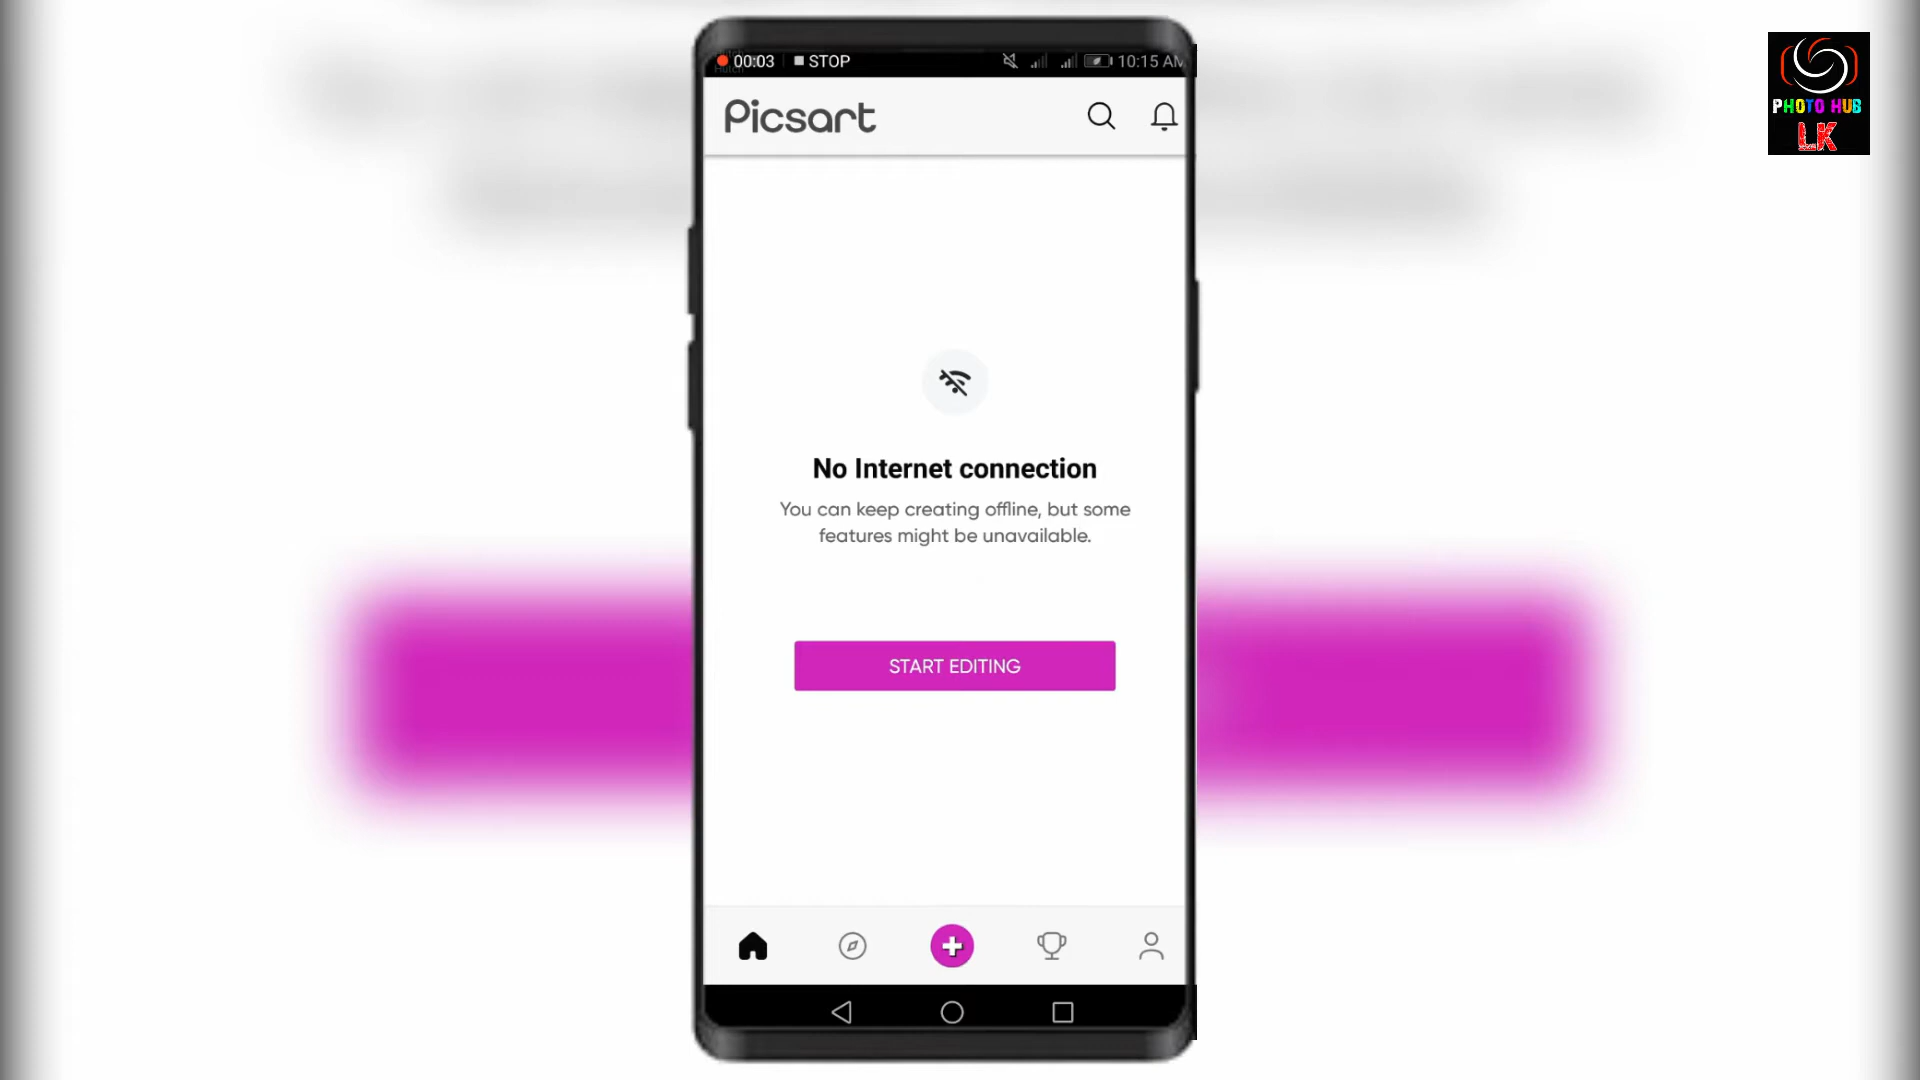 00:03 STOP 10:15 AM
Picsart
PHOTO HUB
LK
No Internet connection
You can keep creating offline, but some
features might be unavailable.
START EDITING